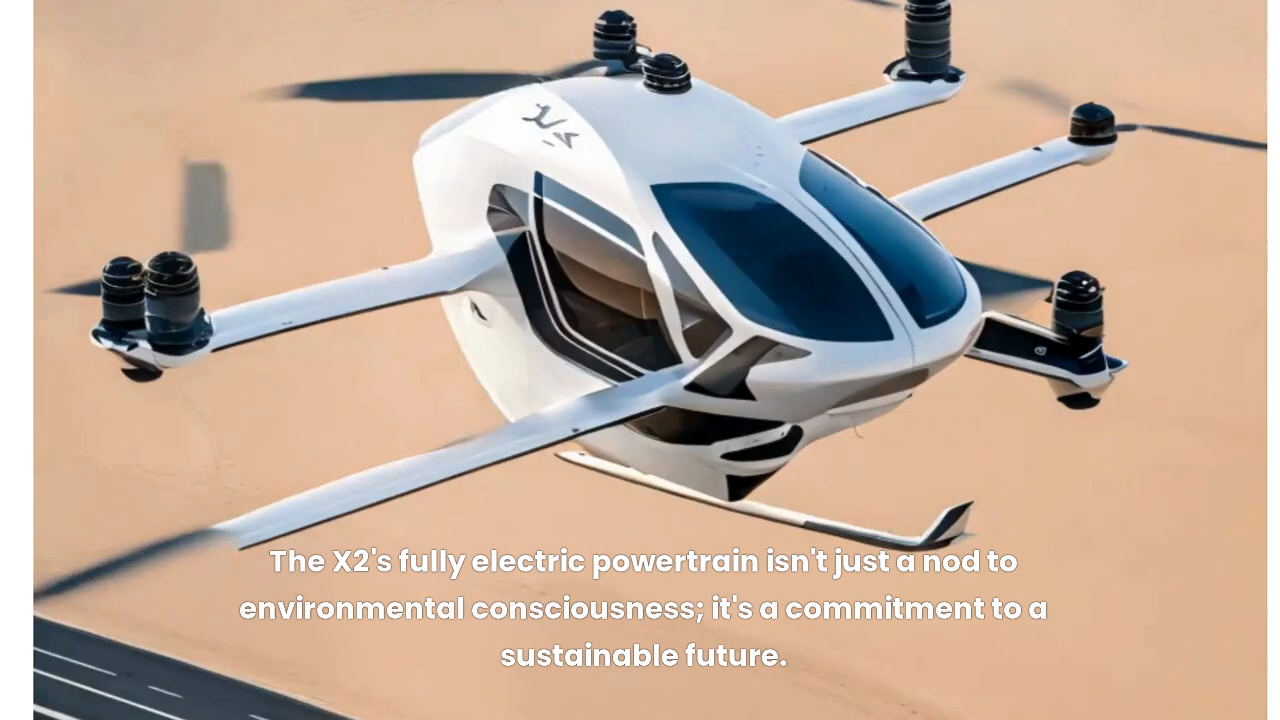 The X2's fully electric powertrain isn't just a nod to
environmental consciousness; it's a commitment to a
sustainable future.